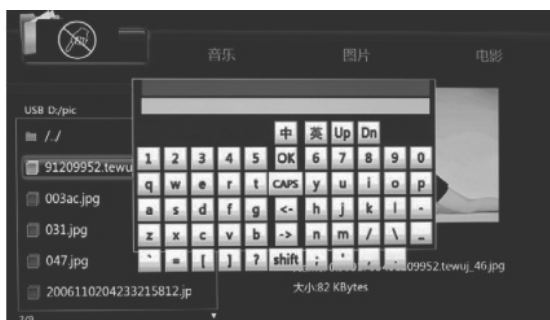 音乐 图片 电影
USB D:/pic
/../
中 英 Up Dn
1 2 3 4 5 OK 6 7 8 9 0
91209952.tewu
q w e r t CAPS y u i o p
003ac.jpg
a s d f g <- h j k l -
031.jpg
z x c v b -> n m / \ _
047.jpg
` = [ ] ? shift ; ' , .
09952.tewuj_46.jpg
2006110204233215812.jp
大小:82 KBytes